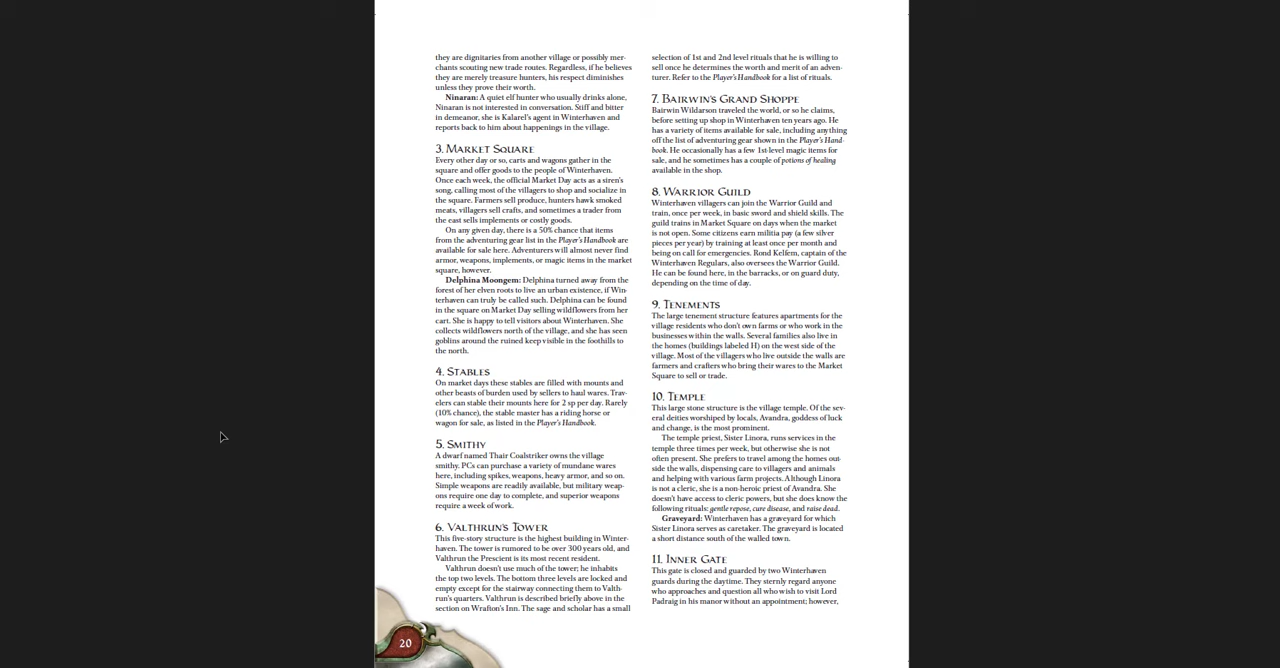 they are dignitaries from another village or possibly mer-
chants scouting new trade routes. Regardless, if he believes
they are merely treasure hunters, his respect diminishes
unless they prove their worth.
Ninaran: A quiet elf hunter who usually drinks alone,
Ninaran is not interested in conversation. Stiff and bitter
in demeanor, she is Kalarel's agent in Winterhaven and
reports back to him about happenings in the village.
3. Market Square
Every other day or so, carts and wagons gather in the
square and offer goods to the people of Winterhaven.
Once each week, the official Market Day acts as a siren's
song, calling most of the villagers to shop and socialize in
the square. Farmers sell produce, hunters hawk smoked
meats, villagers sell crafts, and sometimes a trader from
the east sells implements or costly goods.
On any given day, there is a 50% chance that items
from the adventuring gear list in the Player's Handbook are
available for sale here. Adventurers will almost never find
armor, weapons, implements, or magic items in the market
square, however.
Delphina Moongem: Delphina turned away from the
forest of her elven roots to live an urban existence, if Win-
terhaven can truly be called such. Delphina can be found
in the square on Market Day selling wildflowers from her
cart. She is happy to tell visitors about Winterhaven. She
collects wildflowers north of the village, and she has seen
goblins around the ruined keep visible in the foothills to
the north.
4. Stables
On market days these stables are filled with mounts and
other beasts of burden used by sellers to haul wares. Trav-
elers can stable their mounts here for 2 sp per day. Rarely
(10% chance), the stable master has a riding horse or
wagon for sale, as listed in the Player's Handbook.
5. Smithy
A dwarf named Thair Coalstriker owns the village
smithy. PCs can purchase a variety of mundane wares
here, including spikes, weapons, heavy armor, and so on.
Simple weapons are readily available, but military weap-
ons require one day to complete, and superior weapons
require a week of work.
6. Valthrun's Tower
This five-story structure is the highest building in Winter-
haven. The tower is rumored to be over 300 years old, and
Valthrun the Prescient is its most recent resident.
Valthrun doesn't use much of the tower; he inhabits
the top two levels. The bottom three levels are locked and
empty except for the stairway connecting them to Valth-
run's quarters. Valthrun is described briefly above in the
section on Wrafton's Inn. The sage and scholar has a small
selection of 1st and 2nd level rituals that he is willing to
sell once he determines the worth and merit of an adven-
turer. Refer to the Player's Handbook for a list of rituals.
7. Bairwin's Grand Shoppe
Bairwin Wildarson traveled the world, or so he claims,
before setting up shop in Winterhaven ten years ago. He
has a variety of items available for sale, including anything
off the list of adventuring gear shown in the Player's Hand-
book. He occasionally has a few 1st-level magic items for
sale, and he sometimes has a couple of potions of healing
available in the shop.
8. Warrior Guild
Winterhaven villagers can join the Warrior Guild and
train, once per week, in basic sword and shield skills. The
guild trains in Market Square on days when the market
is not open. Some citizens earn militia pay (a few silver
pieces per year) by training at least once per month and
being on call for emergencies. Rond Kelfem, captain of the
Winterhaven Regulars, also oversees the Warrior Guild.
He can be found here, in the barracks, or on guard duty,
depending on the time of day.
9. Tenements
The large tenement structure features apartments for the
village residents who don't own farms or who work in the
businesses within the walls. Several families also live in
the homes (buildings labeled H) on the west side of the
village. Most of the villagers who live outside the walls are
farmers and crafters who bring their wares to the Market
Square to sell or trade.
10. Temple
This large stone structure is the village temple. Of the sev-
eral deities worshiped by locals, Avandra, goddess of luck
and change, is the most prominent.
The temple priest, Sister Linora, runs services in the
temple three times per week, but otherwise she is not
often present. She prefers to travel among the homes out-
side the walls, dispensing care to villagers and animals
and helping with various farm projects. Although Linora
is not a cleric, she is a non-heroic priest of Avandra. She
doesn't have access to cleric powers, but she does know the
following rituals: gentle repose, cure disease, and raise dead.
Graveyard: Winterhaven has a graveyard for which
Sister Linora serves as caretaker. The graveyard is located
a short distance south of the walled town.
11. Inner Gate
This gate is closed and guarded by two Winterhaven
guards during the daytime. They sternly regard anyone
who approaches and question all who wish to visit Lord
Padraig in his manor without an appointment; however,
20